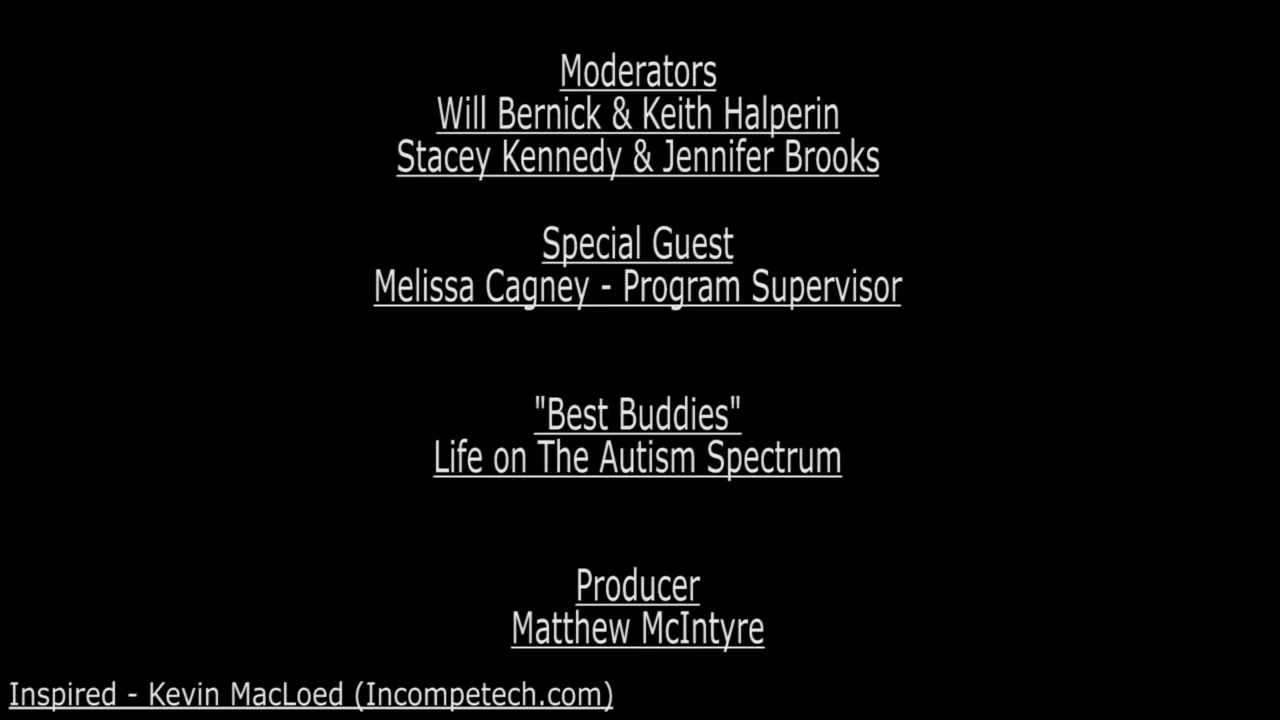 Moderators
Will Bernick & Keith Halperin
Stacey Kennedy & Jennifer Brooks
Special Guest
Melissa Cagney - Program Supervisor
"Best Buddies"
Life on The Autism Spectrum
Producer
Matthew McIntyre
Inspired - Kevin MacLoed (Incompetech.com)